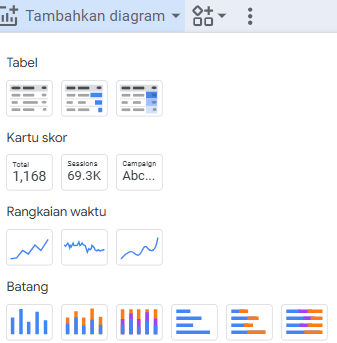 Tambahkan diagram
Tabel
Kartu skor
Total
1,168
Sessions
69.3K
Campaign
Abc...
Rangkaian waktu
Batang